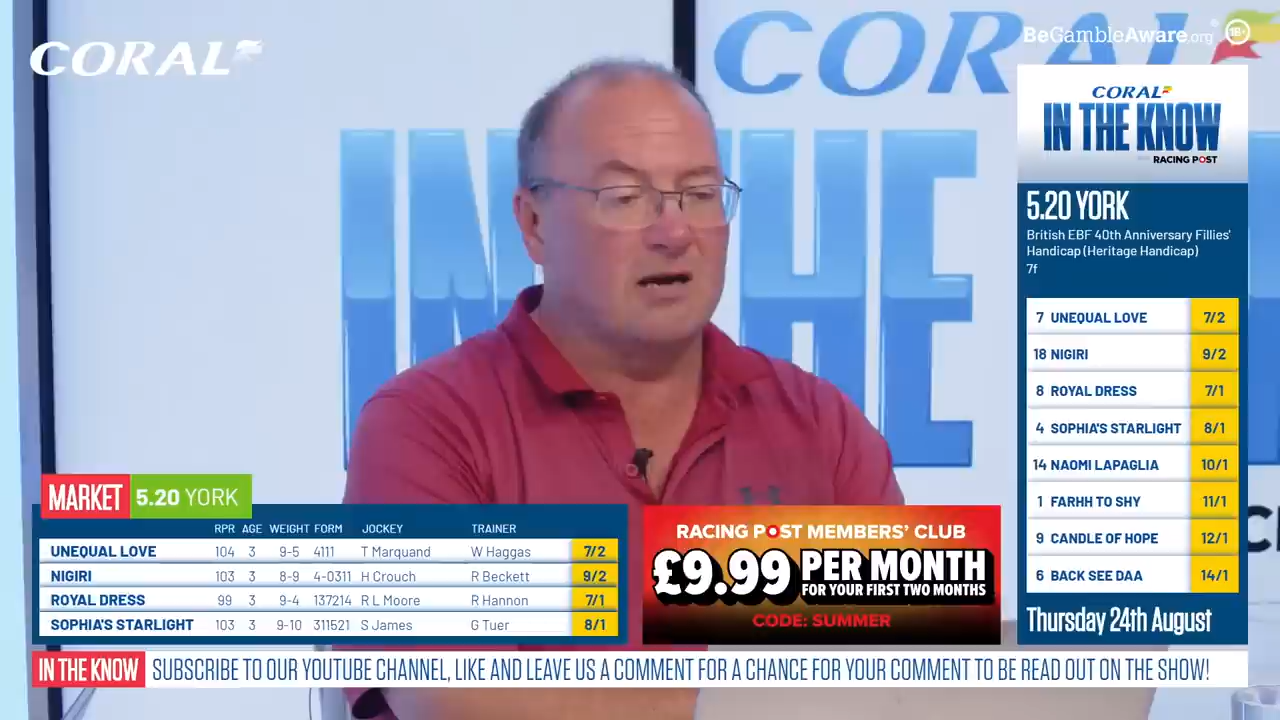 CORAL
CORAL
BeGambleAware.org 18+
IN THE
CORAL
IN THE KNOW
RACING POST
5.20 YORK
British EBF 40th Anniversary Fillies'
Handicap (Heritage Handicap)
7f
7 UNEQUAL LOVE 7/2
18 NIGIRI 9/2
8 ROYAL DRESS 7/1
4 SOPHIA'S STARLIGHT 8/1
14 NAOMI LAPAGLIA 10/1
1 FARHH TO SHY 11/1
9 CANDLE OF HOPE 12/1
6 BACK SEE DAA 14/1
Thursday 24th August
MARKET 5.20 YORK
RPR AGE WEIGHT FORM JOCKEY TRAINER
UNEQUAL LOVE 104 3 9-5 4111 T Marquand W Haggas 7/2
NIGIRI 103 3 8-9 4-0311 H Crouch R Beckett 9/2
ROYAL DRESS 99 3 9-4 137214 R L Moore R Hannon 7/1
SOPHIA'S STARLIGHT 103 3 9-10 311521 S James G Tuer 8/1
RACING POST MEMBERS' CLUB
£9.99 PER MONTH
FOR YOUR FIRST TWO MONTHS
CODE: SUMMER
IN THE KNOW SUBSCRIBE TO OUR YOUTUBE CHANNEL, LIKE AND LEAVE US A COMMENT FOR A CHANCE FOR YOUR COMMENT TO BE READ OUT ON THE SHOW!